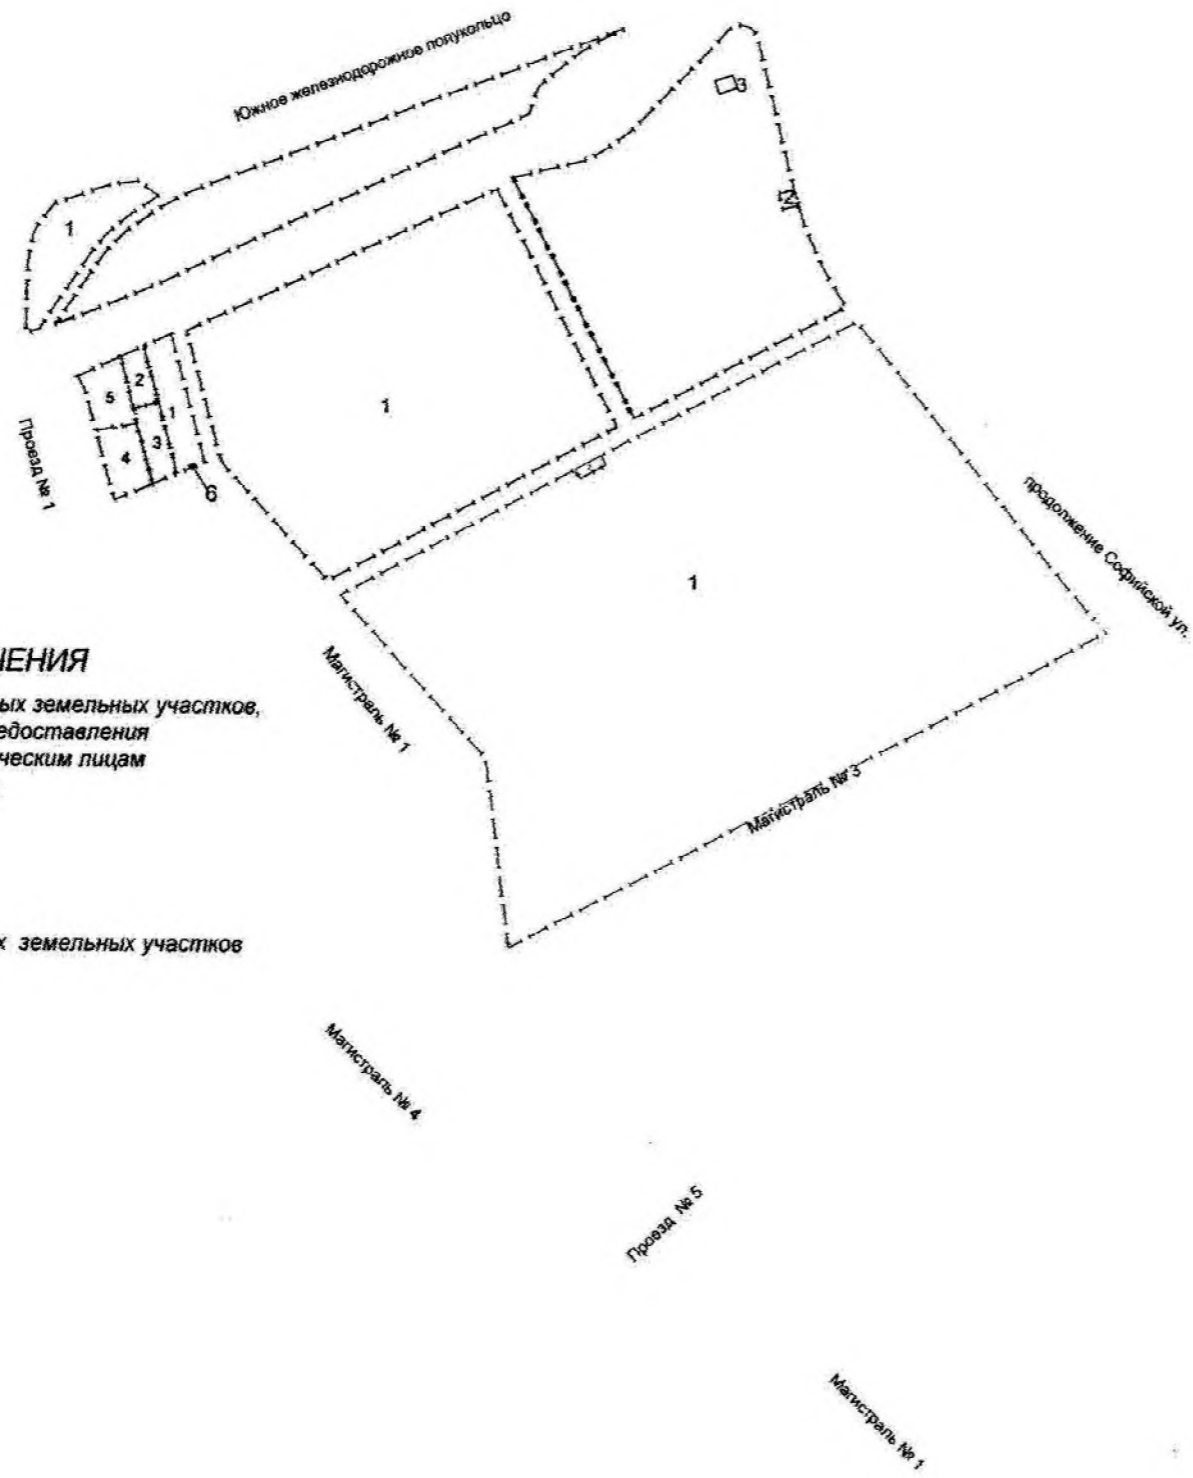 Южное железнодорожное полукольцо
3
1
2
5
1
3
4
6
Проезд № 1
1
1
продолжение Софийской ул.
Магистраль № 1
Магистраль № 3
ЧЕНИЯ
ых земельных участков,
едоставления
ческим лицам
х земельных участков
Магистраль № 4
Проезд № 5
Магистраль № 1